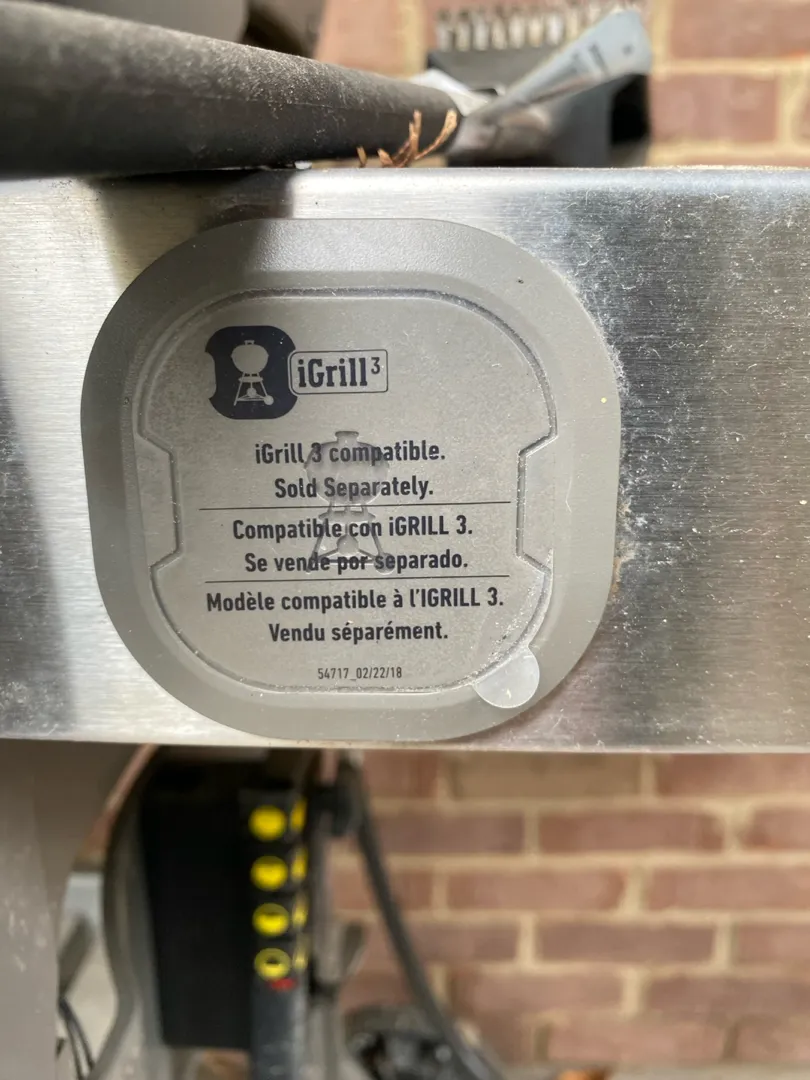 iGrill³
iGrill 3 compatible.
Sold Separately.
Compatible con iGRILL 3.
Se vende por separado.
Modèle compatible à l'IGRILL 3.
Vendu séparément.
54717_02/22/18